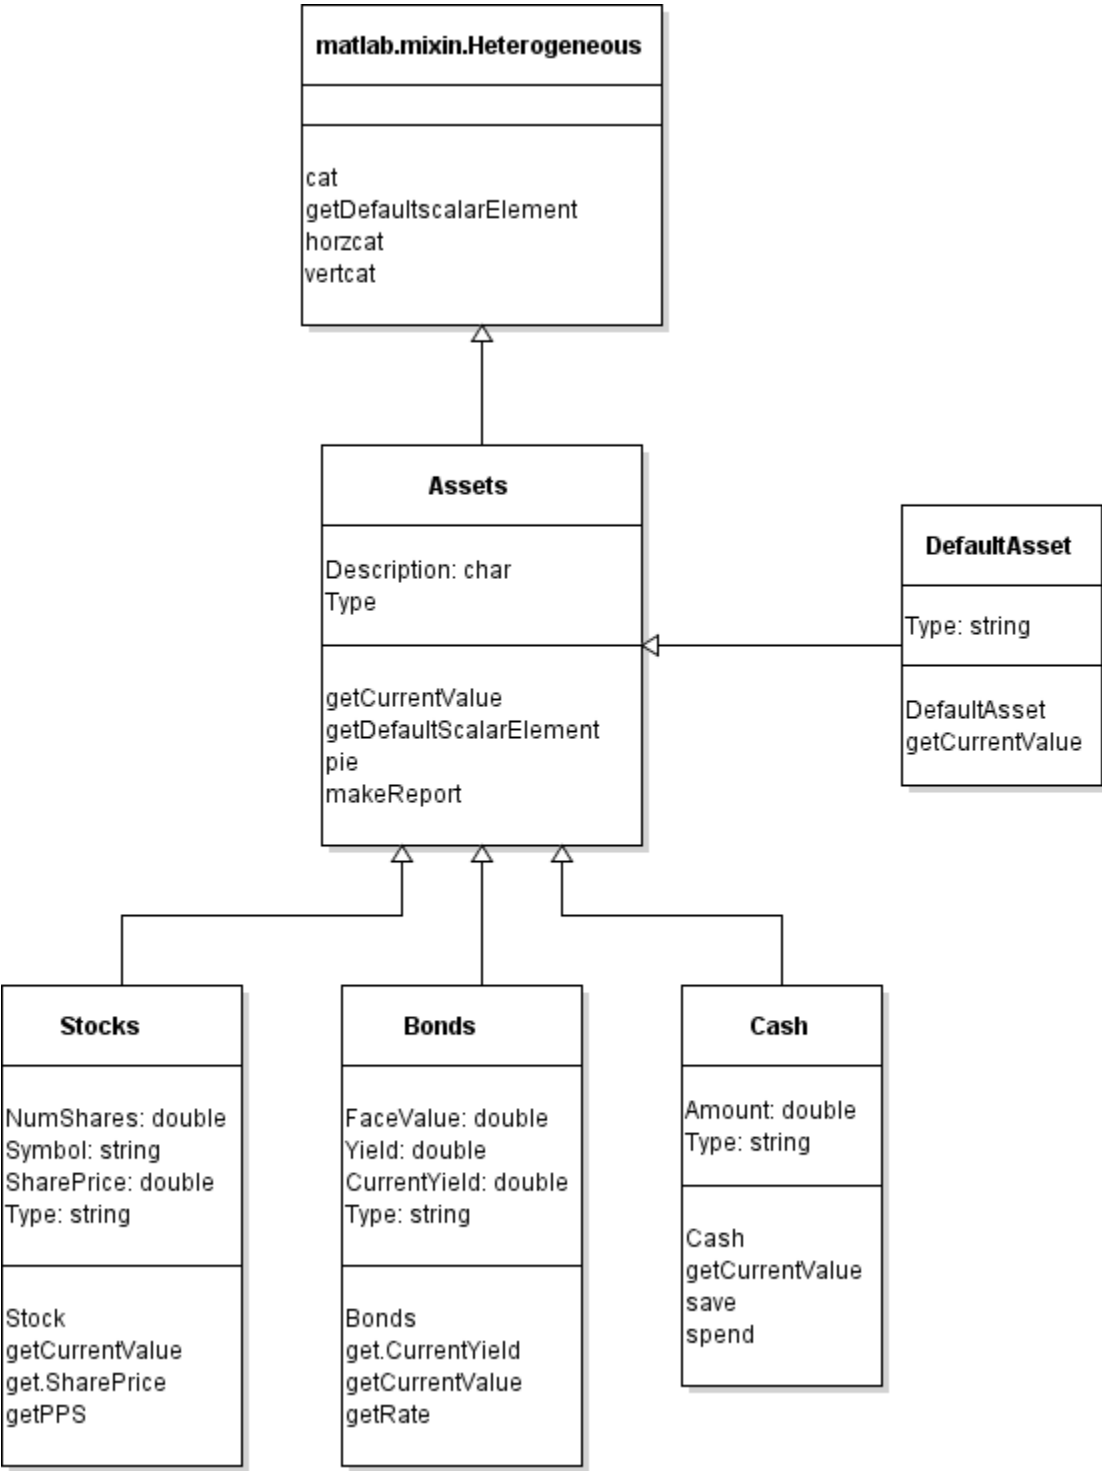 matlab.mixin.Heterogeneous
cat
getDefaultscalarElement
horzcat
vertcat
Assets
Description: char
Type
getCurrentValue
getDefaultScalarElement
pie
makeReport
DefaultAsset
Type: string
DefaultAsset
getCurrentValue
Stocks
NumShares: double
Symbol: string
SharePrice: double
Type: string
Stock
getCurrentValue
get.SharePrice
getPPS
Bonds
FaceValue: double
Yield: double
CurrentYield: double
Type: string
Bonds
get.CurrentYield
getCurrentValue
getRate
Cash
Amount: double
Type: string
Cash
getCurrentValue
save
spend